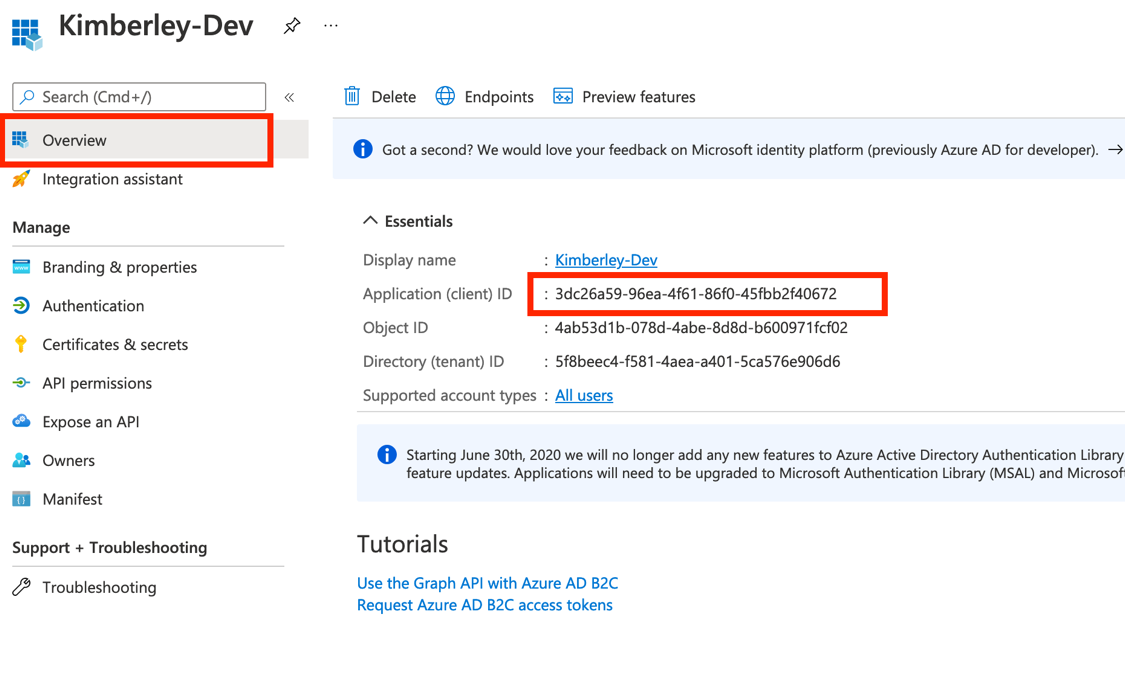 Kimberley-Dev
...
Search (Cmd+/)
«
Overview
Integration assistant
Manage
Branding & properties
Authentication
Certificates & secrets
API permissions
Expose an API
Owners
Manifest
Support + Troubleshooting
Troubleshooting
Delete Endpoints Preview features
Got a second? We would love your feedback on Microsoft identity platform (previously Azure AD for developer). →
Essentials
Display name : Kimberley-Dev
Application (client) ID : 3dc26a59-96ea-4f61-86f0-45fbb2f40672
Object ID : 4ab53d1b-078d-4abe-8d8d-b600971fcf02
Directory (tenant) ID : 5f8beec4-f581-4aea-a401-5ca576e906d6
Supported account types : All users
Starting June 30th, 2020 we will no longer add any new features to Azure Active Directory Authentication Library
feature updates. Applications will need to be upgraded to Microsoft Authentication Library (MSAL) and Microsof
Tutorials
Use the Graph API with Azure AD B2C
Request Azure AD B2C access tokens